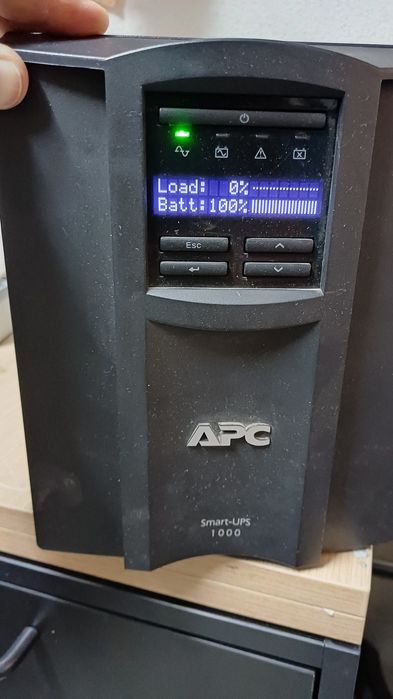 Load: 0%
Batt:100%
Esc
APC
Smart-UPS
1000